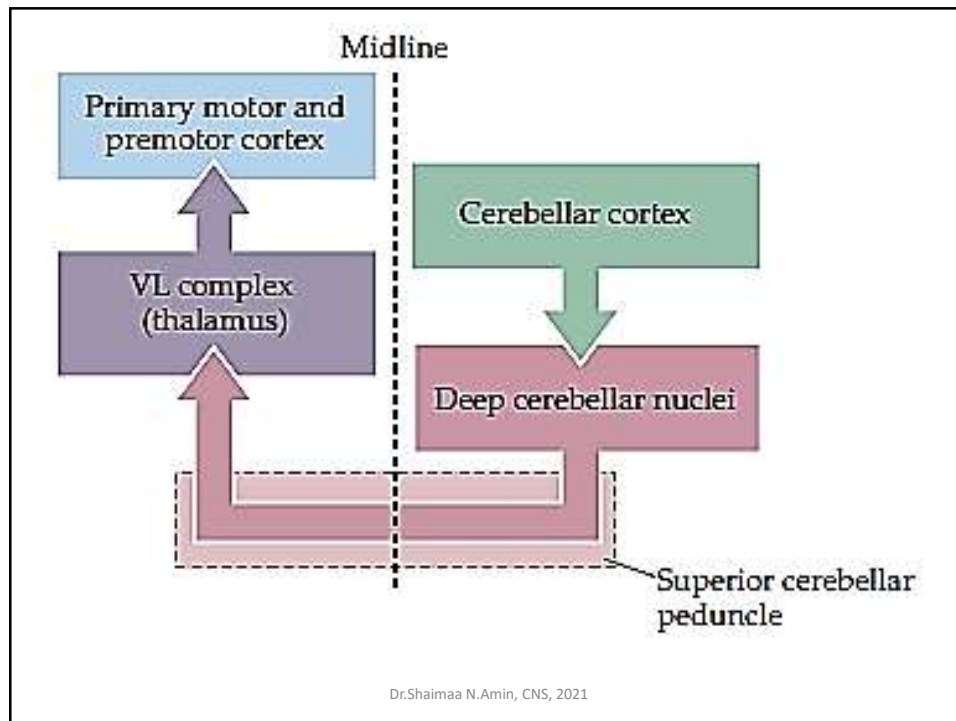 Midline
Primary motor and
premotor cortex
Cerebellar cortex
VL complex
(thalamus)
Deep cerebellar nuclei
Superior cerebellar
peduncle
Dr.Shaimaa N.Amin, CNS, 2021